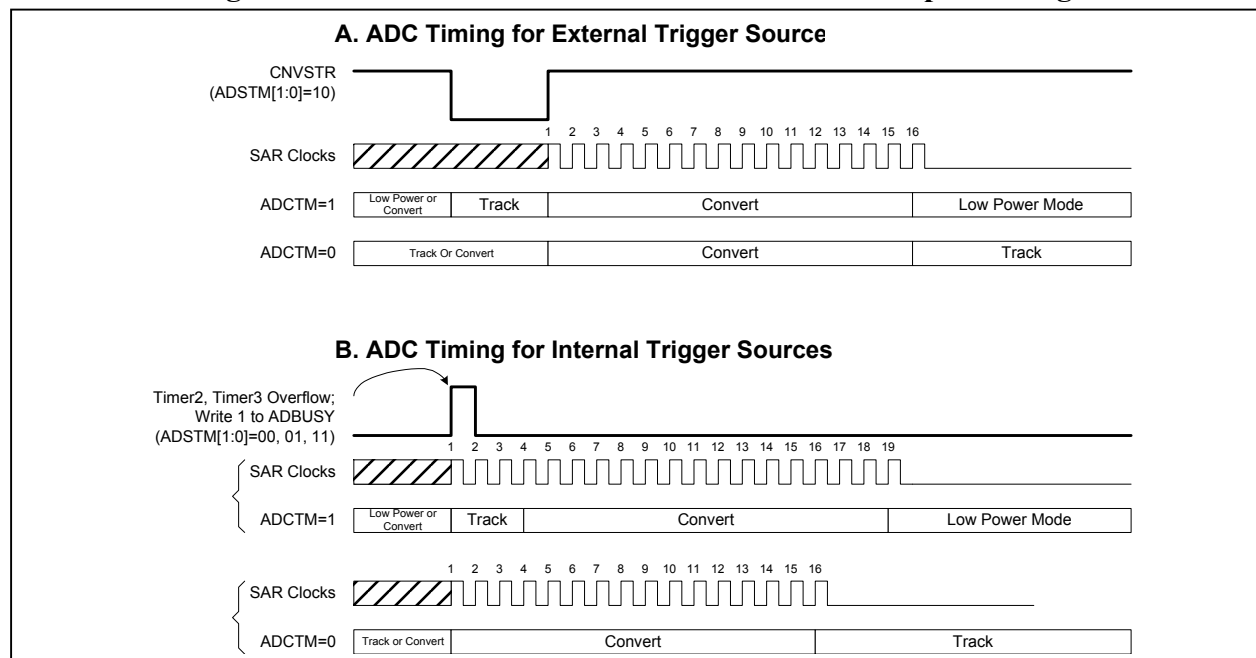 A. ADC Timing for External Trigger Source
CNVSTR
(ADSTM[1:0]=10)
1 2 3 4 5 6 7 8 9 10 11 12 13 14 15 16
SAR Clocks
ADCTM=1
Low Power or
Convert
Track
Convert
Low Power Mode
ADCTM=0
Track Or Convert
Convert
Track
B. ADC Timing for Internal Trigger Sources
Timer2, Timer3 Overflow;
Write 1 to ADBUSY
(ADSTM[1:0]=00, 01, 11)
1 2 3 4 5 6 7 8 9 10 11 12 13 14 15 16 17 18 19
SAR Clocks
ADCTM=1
Low Power or
Convert
Track
Convert
Low Power Mode
1 2 3 4 5 6 7 8 9 10 11 12 13 14 15 16
SAR Clocks
ADCTM=0
Track or Convert
Convert
Track